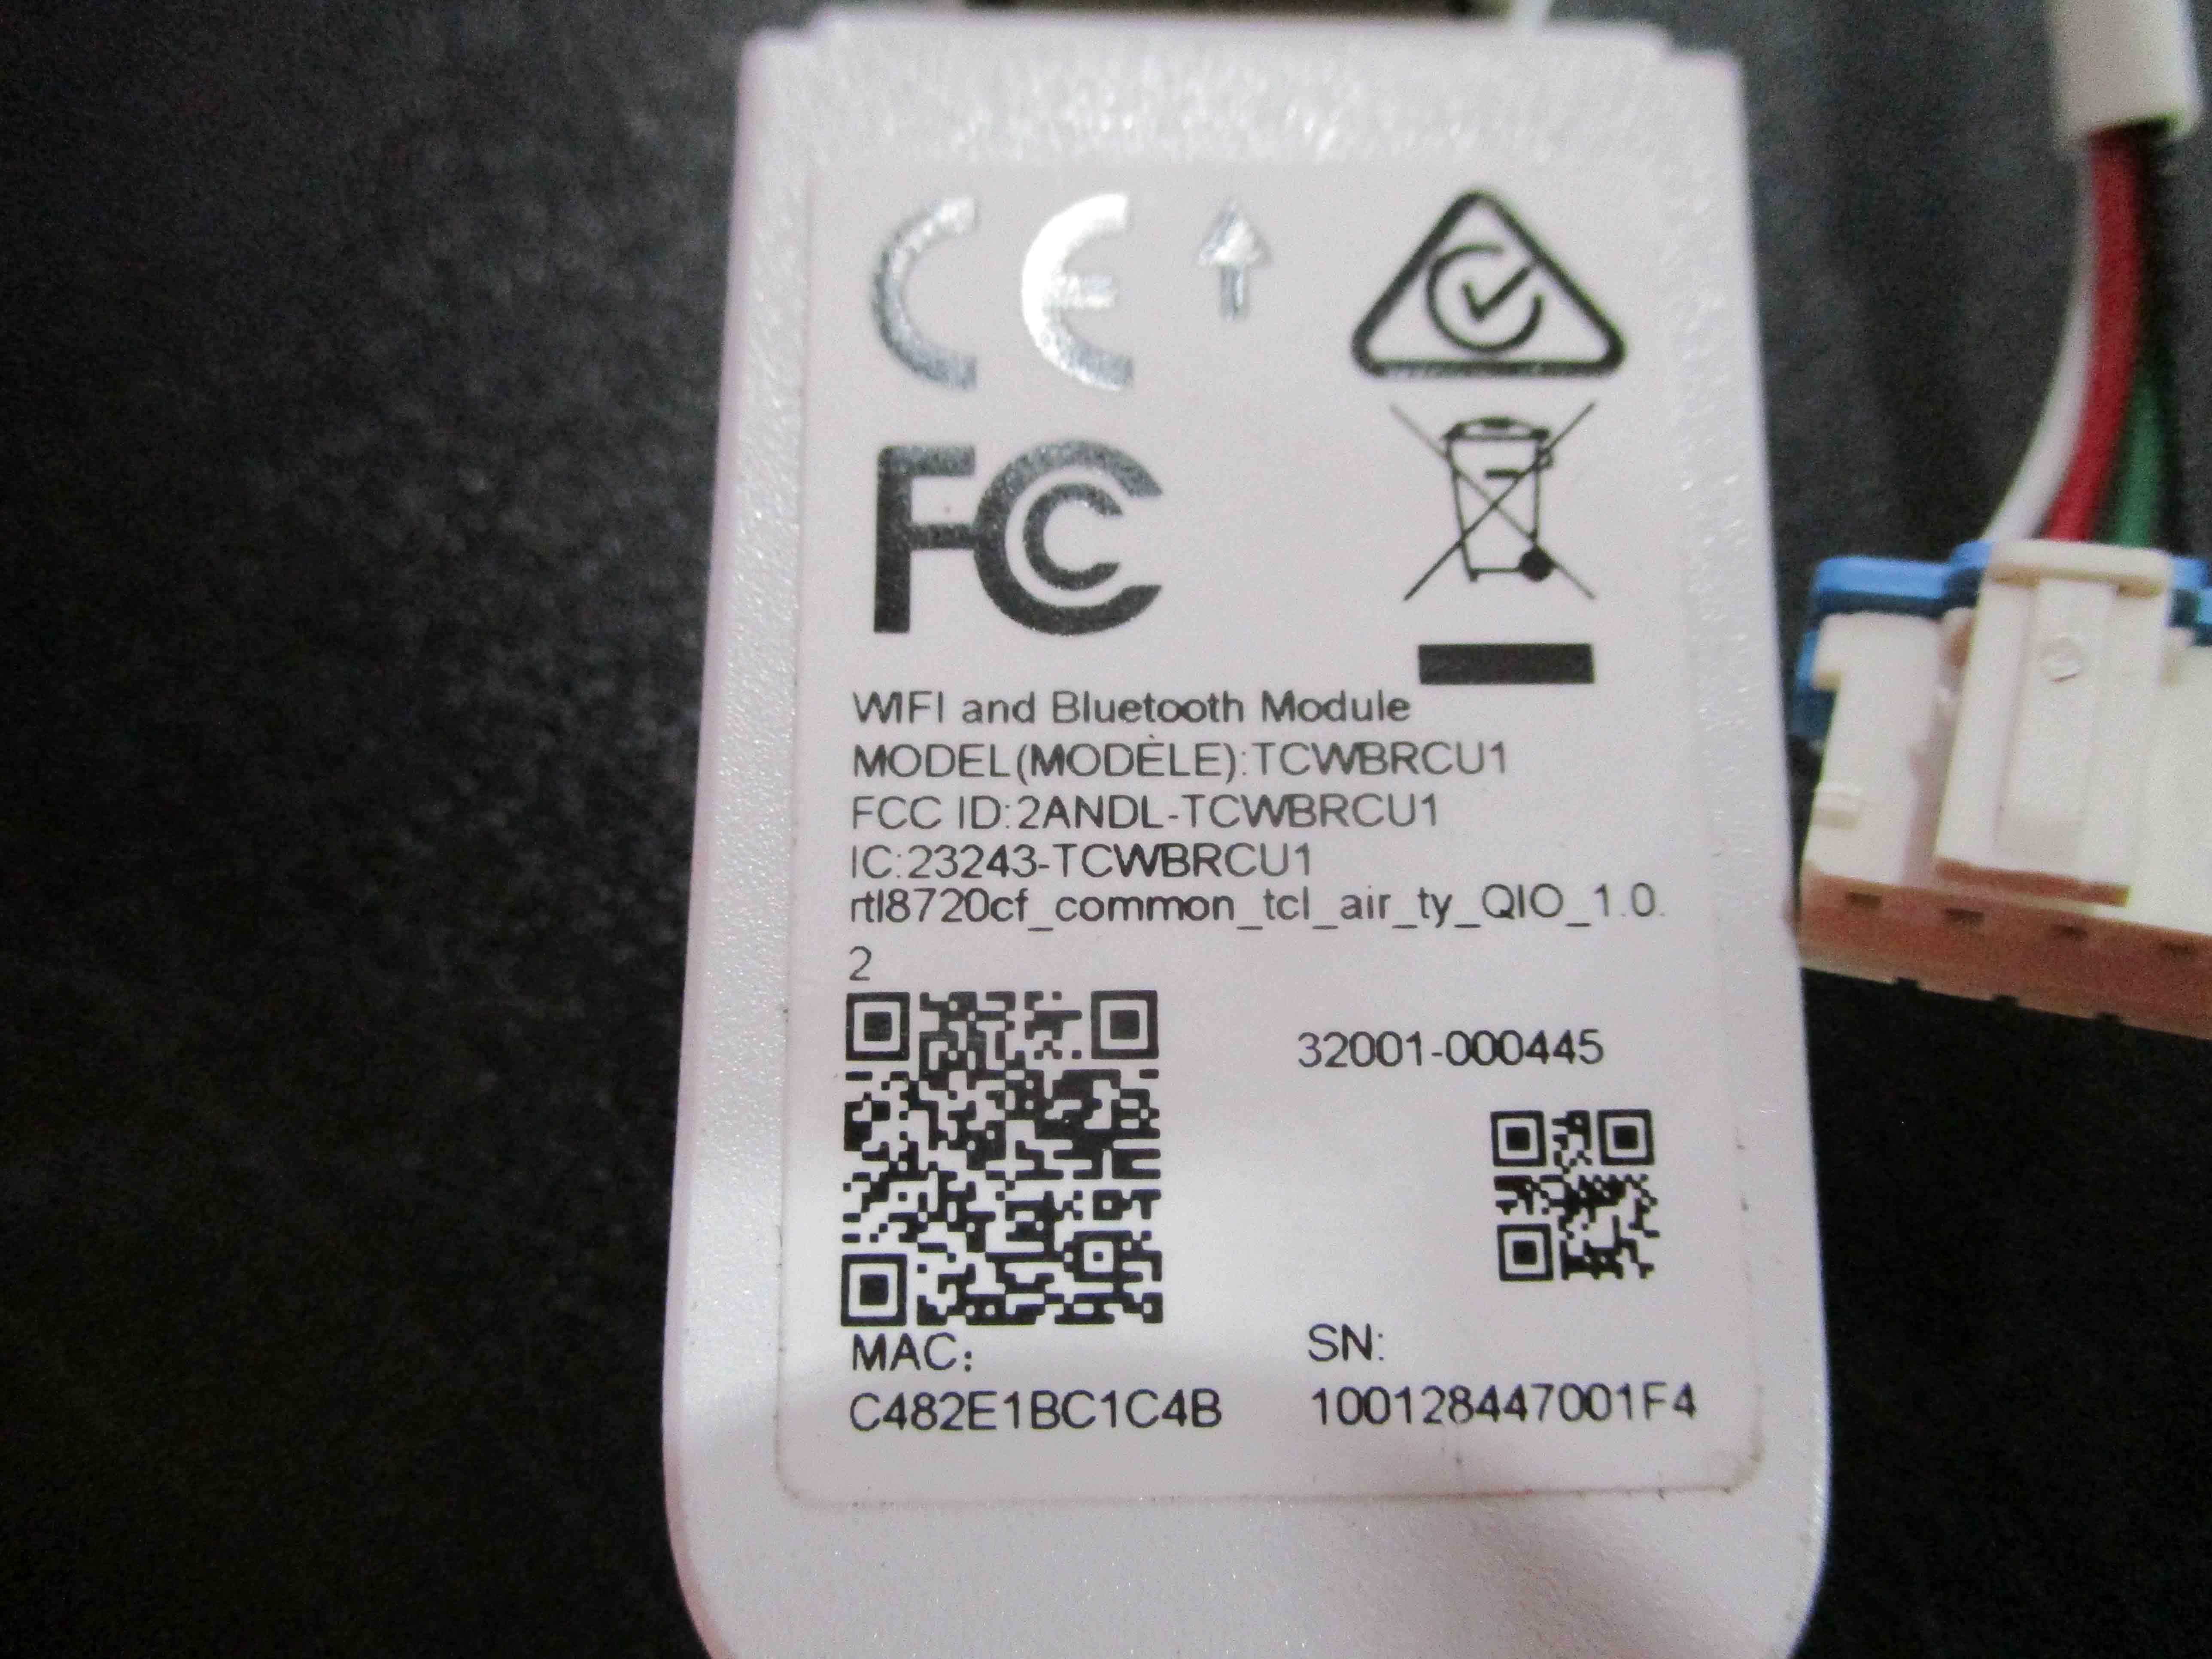 CE
FC
WIFI and Bluetooth Module
MODEL(MODÈLE):TCWBRCU1
FCC ID:2ANDL-TCWBRCU1
IC:23243-TCWBRCU1
rtl8720cf_common_tcl_air_ty_QIO_1.0.
2
32001-000445
MAC:
C482E1BC1C4B
SN:
100128447001F4